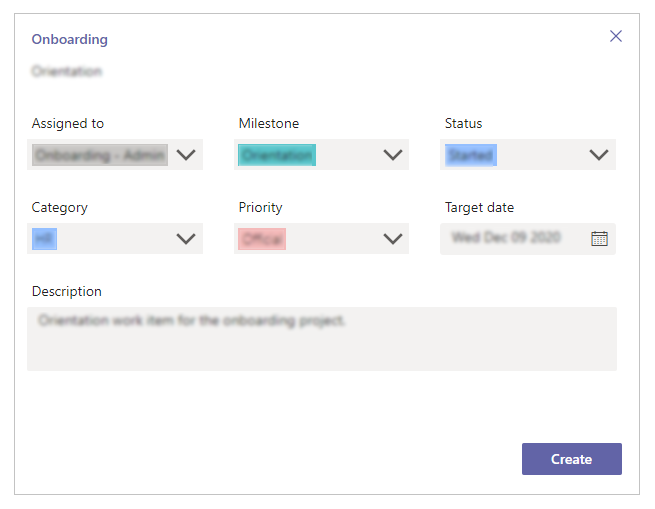 Onboarding
Orientation
Assigned to Milestone Status
Onboarding - Admin Orientation Started
Category Priority Target date
HR Wed Dec 09 2020
Description
Orientation work item for the onboarding project.
Create